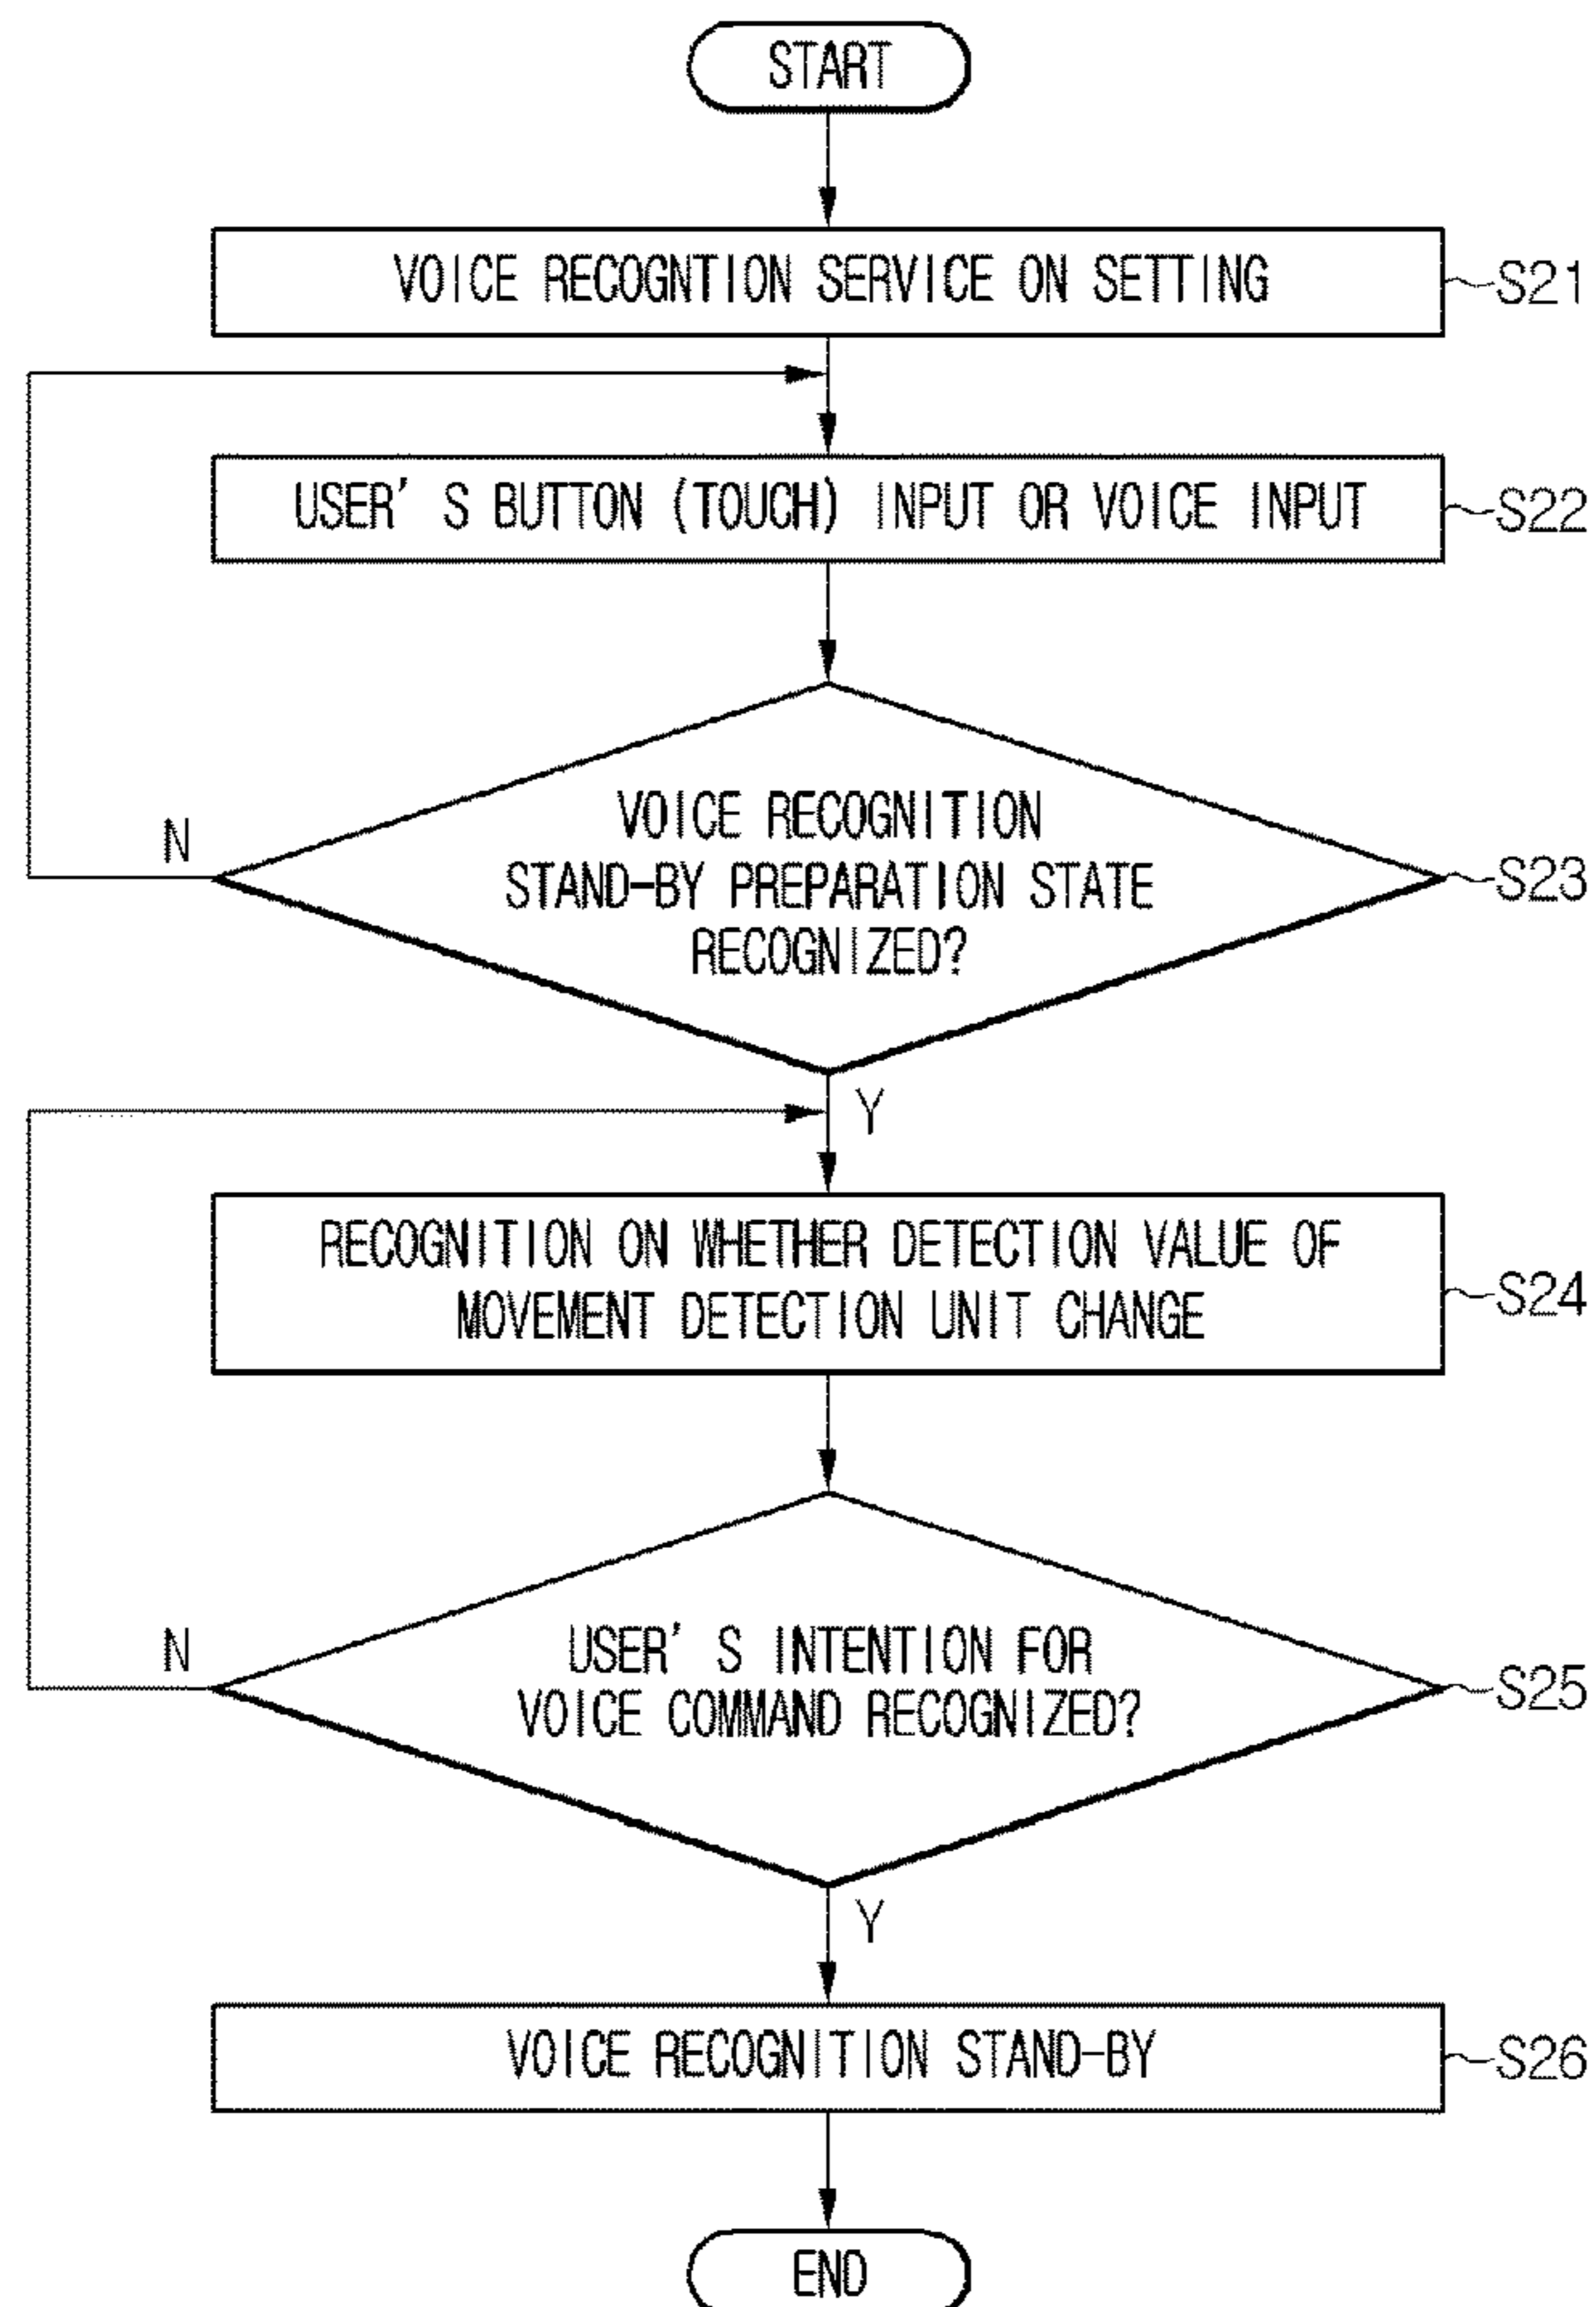 START
VOICE RECOGNTION SERVICE ON SETTING
S21
USER' S BUTTON (TOUCH) INPUT OR VOICE INPUT
S22
VOICE RECOGNITION
STAND-BY PREPARATION STATE
RECOGNIZED?
S23
N
Y
RECOGNITION ON WHETHER DETECTION VALUE OF
MOVEMENT DETECTION UNIT CHANGE
S24
USER' S INTENTION FOR
VOICE COMMAND RECOGNIZED?
S25
N
Y
VOICE RECOGNITION STAND-BY
S26
END